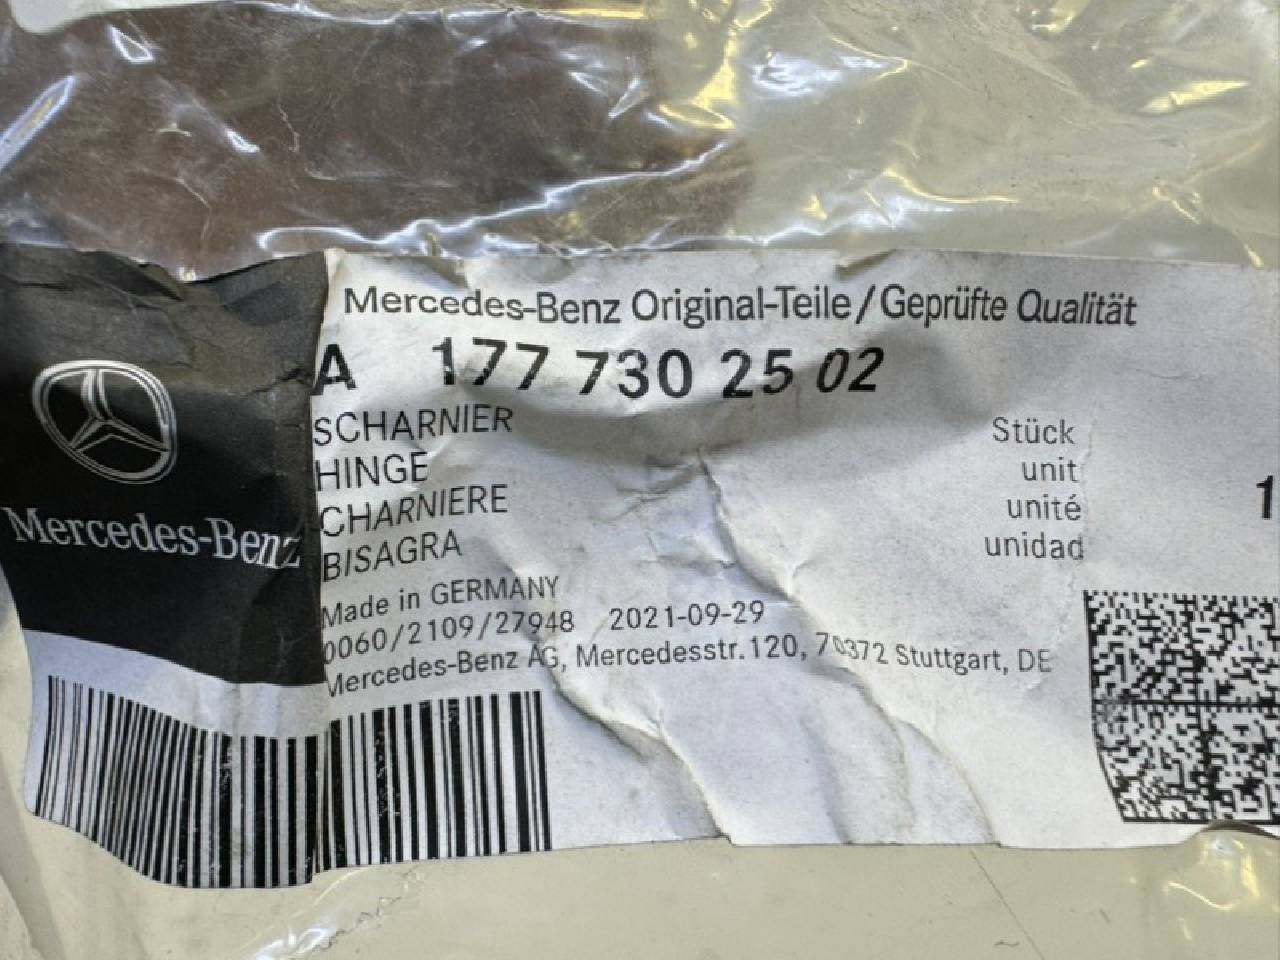 Mercedes-Benz Original-Teile / Geprüfte Qualität
A 177 730 25 02
SCHARNIER
HINGE
CHARNIERE
BISAGRA
Stück
unit
unité
unidad
1
Made in GERMANY
0060/2109/27948 2021-09-29
Mercedes-Benz AG, Mercedesstr. 120, 70372 Stuttgart, DE
Mercedes-Benz